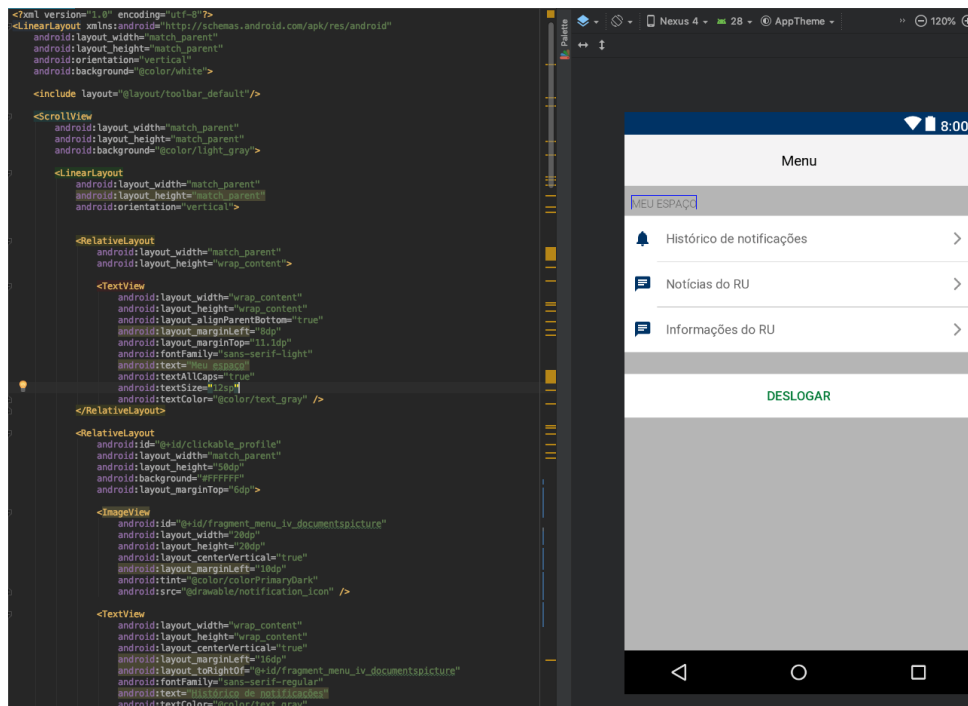 <?xml version="1.0" encoding="utf-8"?>
<LinearLayout xmlns:android="http://schemas.android.com/apk/res/android"
android:layout_width="match_parent"
android:layout_height="match_parent"
android:orientation="vertical"
android:background="@color/white">
<include layout="@layout/toolbar_default"/>
<ScrollView
android:layout_width="match_parent"
android:layout_height="match_parent"
android:background="@color/light_gray">
<LinearLayout
android:layout_width="match_parent"
android:layout_height="match_parent"
android:orientation="vertical">
<RelativeLayout
android:layout_width="match_parent"
android:layout_height="wrap_content">
<TextView
android:layout_width="wrap_content"
android:layout_height="wrap_content"
android:layout_alignParentBottom="true"
android:layout_marginLeft="8dp"
android:layout_marginTop="11.1dp"
android:fontFamily="sans-serif-light"
android:text="Meu espaço"
android:textAllCaps="true"
android:textSize="12sp"
android:textColor="@color/text_gray" />
</RelativeLayout>
<RelativeLayout
android:id="@+id/clickable_profile"
android:layout_width="match_parent"
android:layout_height="50dp"
android:background="#FFFFFF"
android:layout_marginTop="6dp">
<ImageView
android:id="@+id/fragment_menu_iv_documentspicture"
android:layout_width="20dp"
android:layout_height="20dp"
android:layout_centerVertical="true"
android:layout_marginLeft="10dp"
android:tint="@color/colorPrimaryDark"
android:src="@drawable/notification_icon" />
<TextView
android:layout_width="wrap_content"
android:layout_height="wrap_content"
android:layout_centerVertical="true"
android:layout_marginLeft="16dp"
android:layout_toRightOf="@+id/fragment_menu_iv_documentspicture"
android:fontFamily="sans-serif-regular"
android:text="Histórico de notificações"
android:textColor="@color/text_gray"
Palette
Nexus 4
28
AppTheme
120%
8:00
Menu
MEU ESPAÇO
Histórico de notificações
Notícias do RU
Informações do RU
DESLOGAR